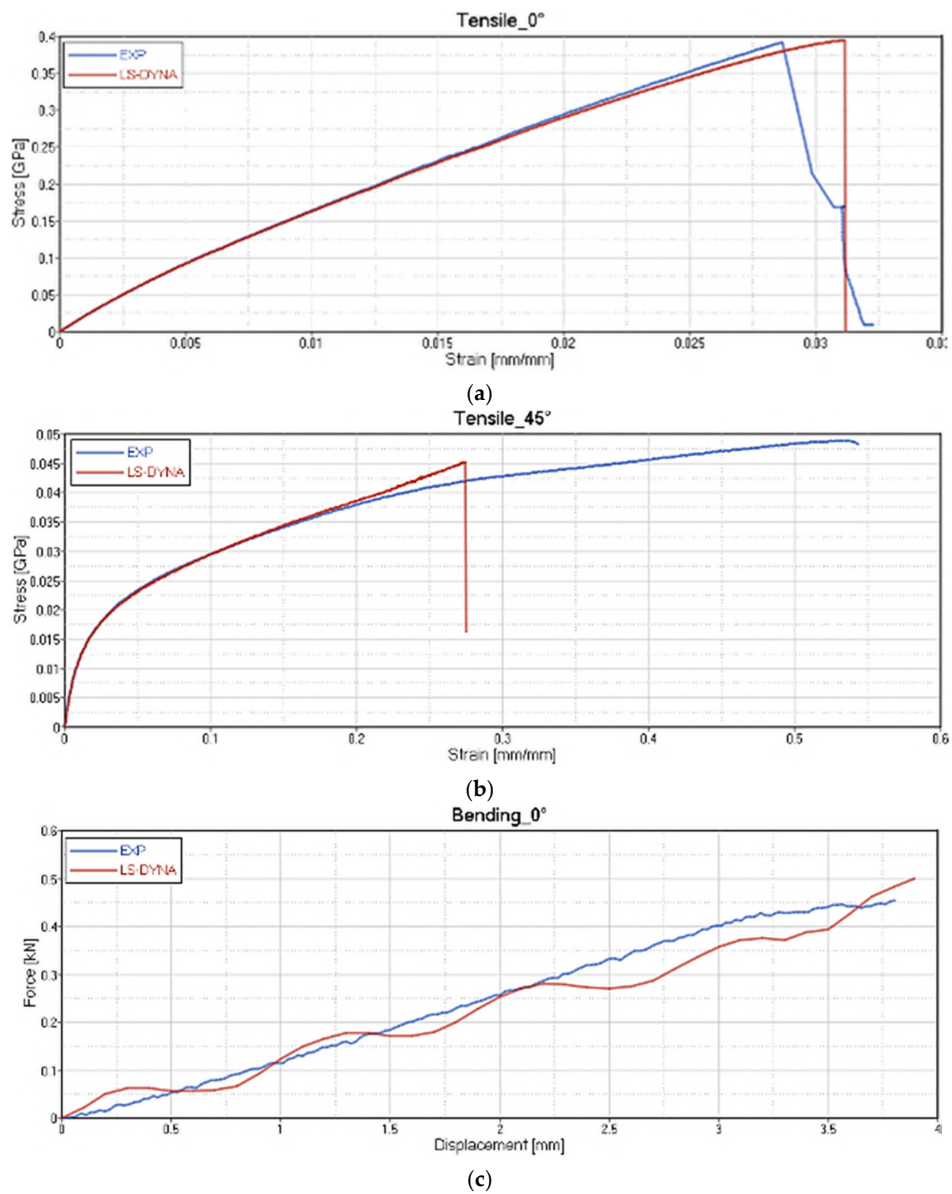 Tensile_0°
0.4
EXP
LS-DYNA
0.35
0.3
0.25
0.2
0.15
0.1
0.05
0
Stress [GPa]
0 0.005 0.01 0.015 0.02 0.025 0.03 0.03
Strain [mm/mm]
(a)
Tensile_45°
0.05
EXP
LS-DYNA
0.045
0.04
0.035
0.03
0.025
0.02
0.015
0.01
0.005
0
Stress [GPa]
0 0.1 0.2 0.3 0.4 0.5 0.6
Strain [mm/mm]
(b)
Bending_0°
0.6
EXP
LS-DYNA
0.5
0.4
0.3
0.2
0.1
0
Force [kN]
0 0.5 1 1.5 2 2.5 3 3.5 4
Displacement [mm]
(c)